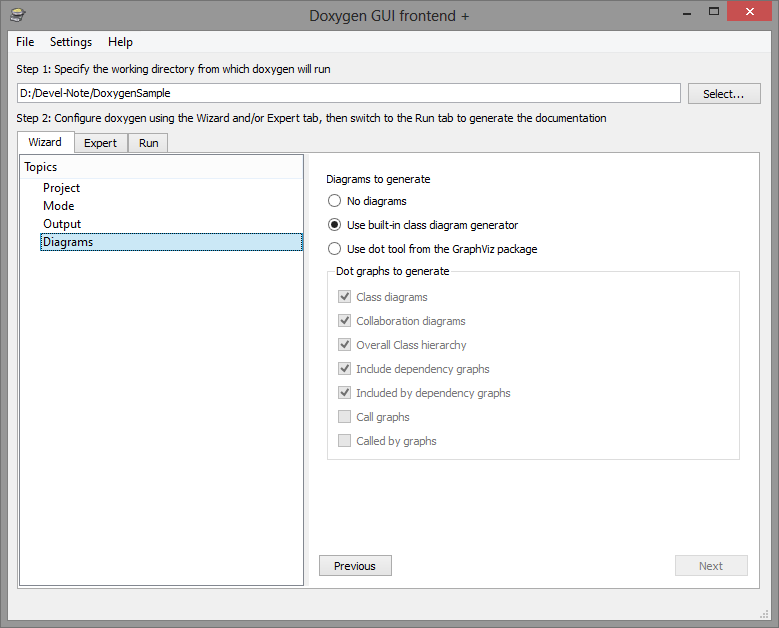 Doxygen GUI frontend +
File Settings Help
Step 1: Specify the working directory from which doxygen will run
D:/Devel-Note/DoxygenSample
Select...
Step 2: Configure doxygen using the Wizard and/or Expert tab, then switch to the Run tab to generate the documentation
Wizard Expert Run
Topics
Project
Mode
Output
Diagrams
Diagrams to generate
No diagrams
Use built-in class diagram generator
Use dot tool from the GraphViz package
Dot graphs to generate
Class diagrams
Collaboration diagrams
Overall Class hierarchy
Include dependency graphs
Included by dependency graphs
Call graphs
Called by graphs
Previous
Next